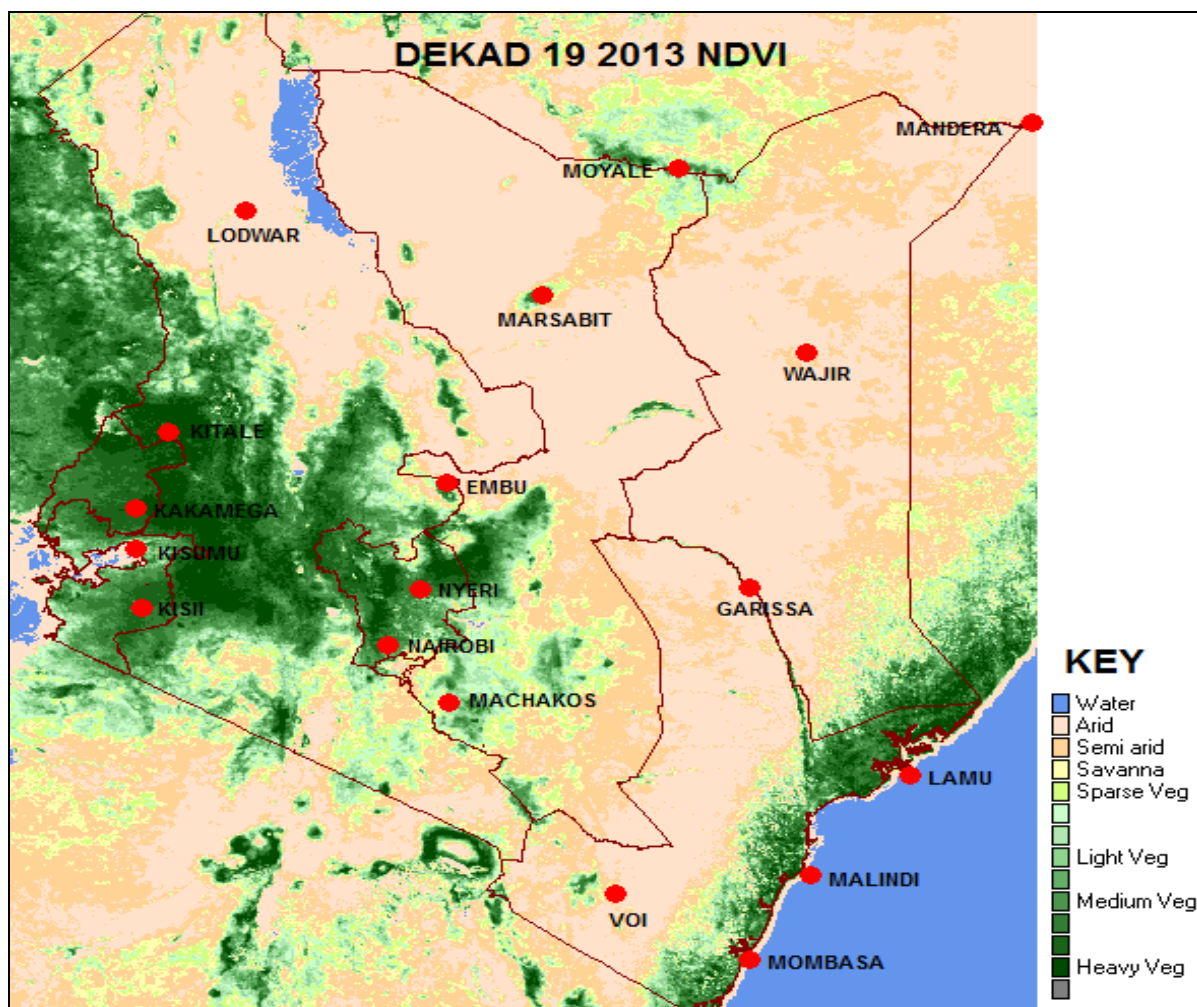 DEKAD 19 2013 NDVI
MANDERA
MOYALE
LODWAR
MARSABIT
WAJIR
KITALE
EMBU
KAKAMEGA
KISUMU
NYERI
GARISSA
KISII
NAIROBI
MACHAKOS
LAMU
MALINDI
VOI
MOMBASA
KEY
Water
Arid
Semi arid
Savanna
Sparse Veg
Light Veg
Medium Veg
Heavy Veg